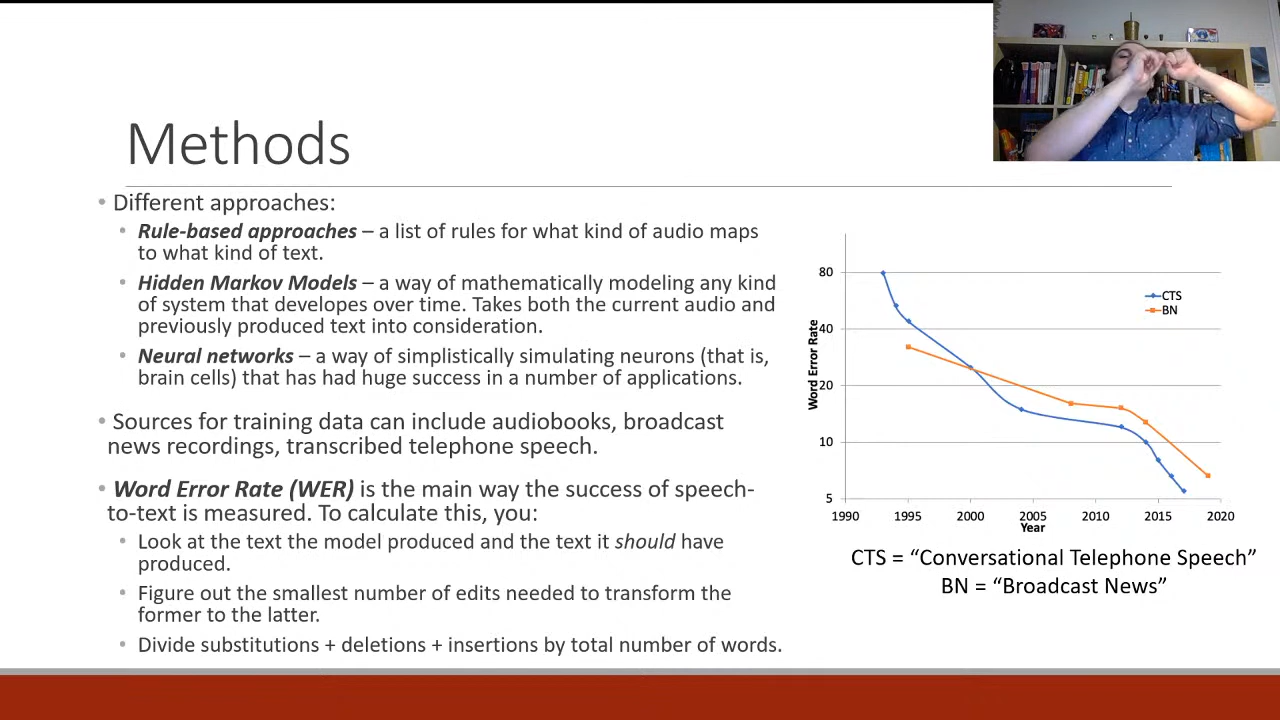 Methods
• Different approaches:
• Rule-based approaches – a list of rules for what kind of audio maps
to what kind of text.
• Hidden Markov Models – a way of mathematically modeling any kind
of system that developes over time. Takes both the current audio and
previously produced text into consideration.
• Neural networks – a way of simplistically simulating neurons (that is,
brain cells) that has had huge success in a number of applications.
• Sources for training data can include audiobooks, broadcast
news recordings, transcribed telephone speech.
• Word Error Rate (WER) is the main way the success of speech-
to-text is measured. To calculate this, you:
• Look at the text the model produced and the text it should have
produced.
• Figure out the smallest number of edits needed to transform the
former to the latter.
• Divide substitutions + deletions + insertions by total number of words.
Word Error Rate
80
40
20
10
5
CTS
BN
1990 1995 2000 2005 2010 2015 2020
Year
CTS = “Conversational Telephone Speech”
BN = “Broadcast News”